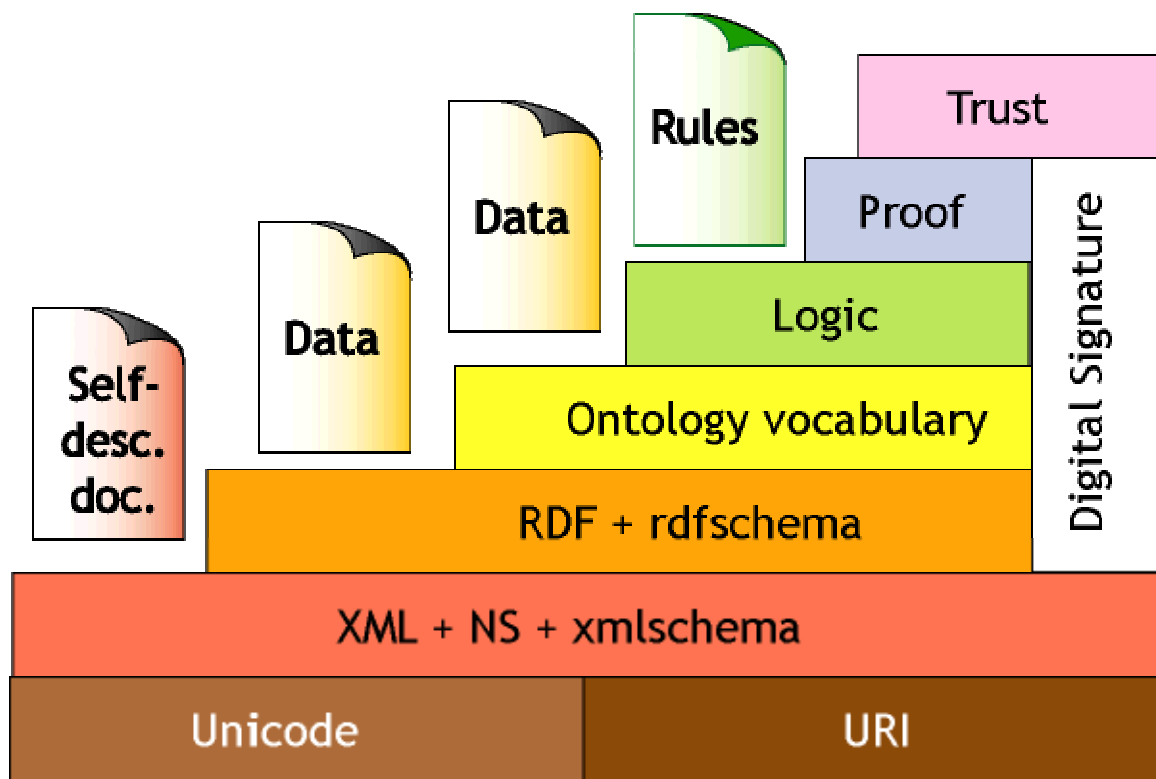 Trust
Rules
Proof
Data
Logic
Data
Self-
desc.
doc.
Ontology vocabulary
Digital Signature
RDF + rdfschema
XML + NS + xmlschema
Unicode
URI